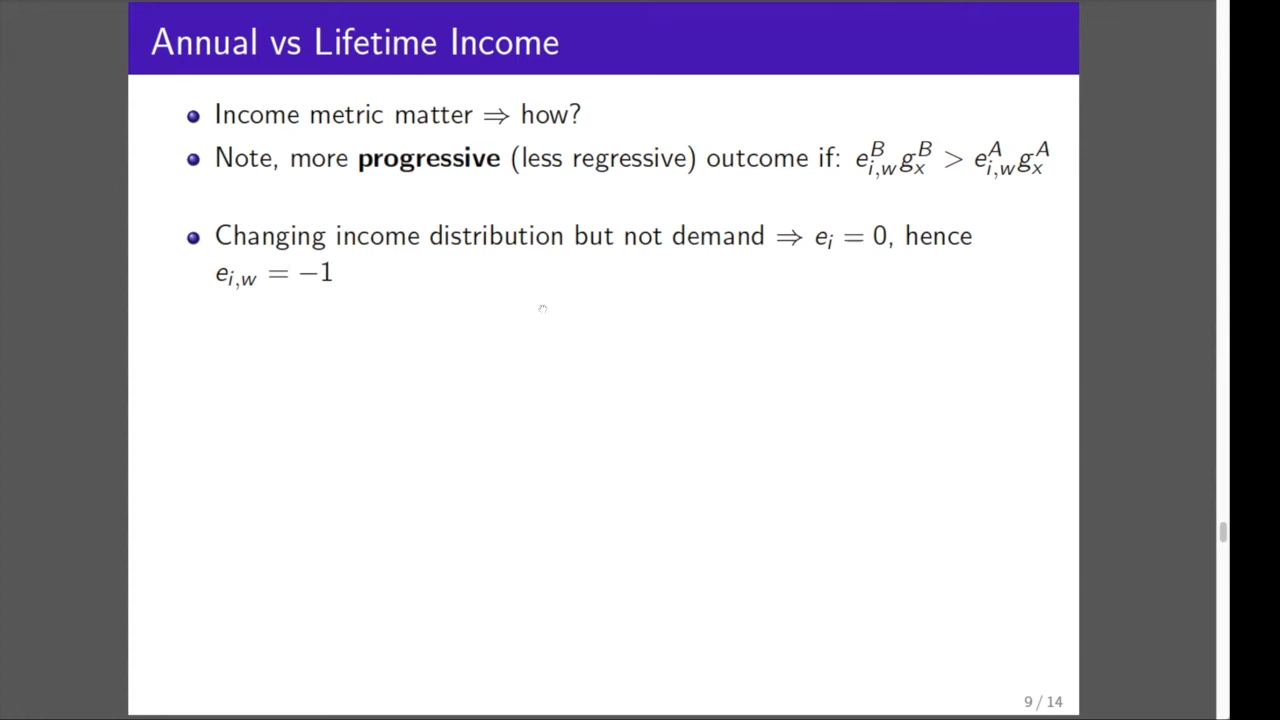 Annual vs Lifetime Income
Income metric matter ⇒ how?
Note, more progressive (less regressive) outcome if: e^B_{i,w} g^B_x > e^A_{i,w} g^A_x
Changing income distribution but not demand ⇒ e_i = 0, hence
e_{i,w} = −1
9 / 14